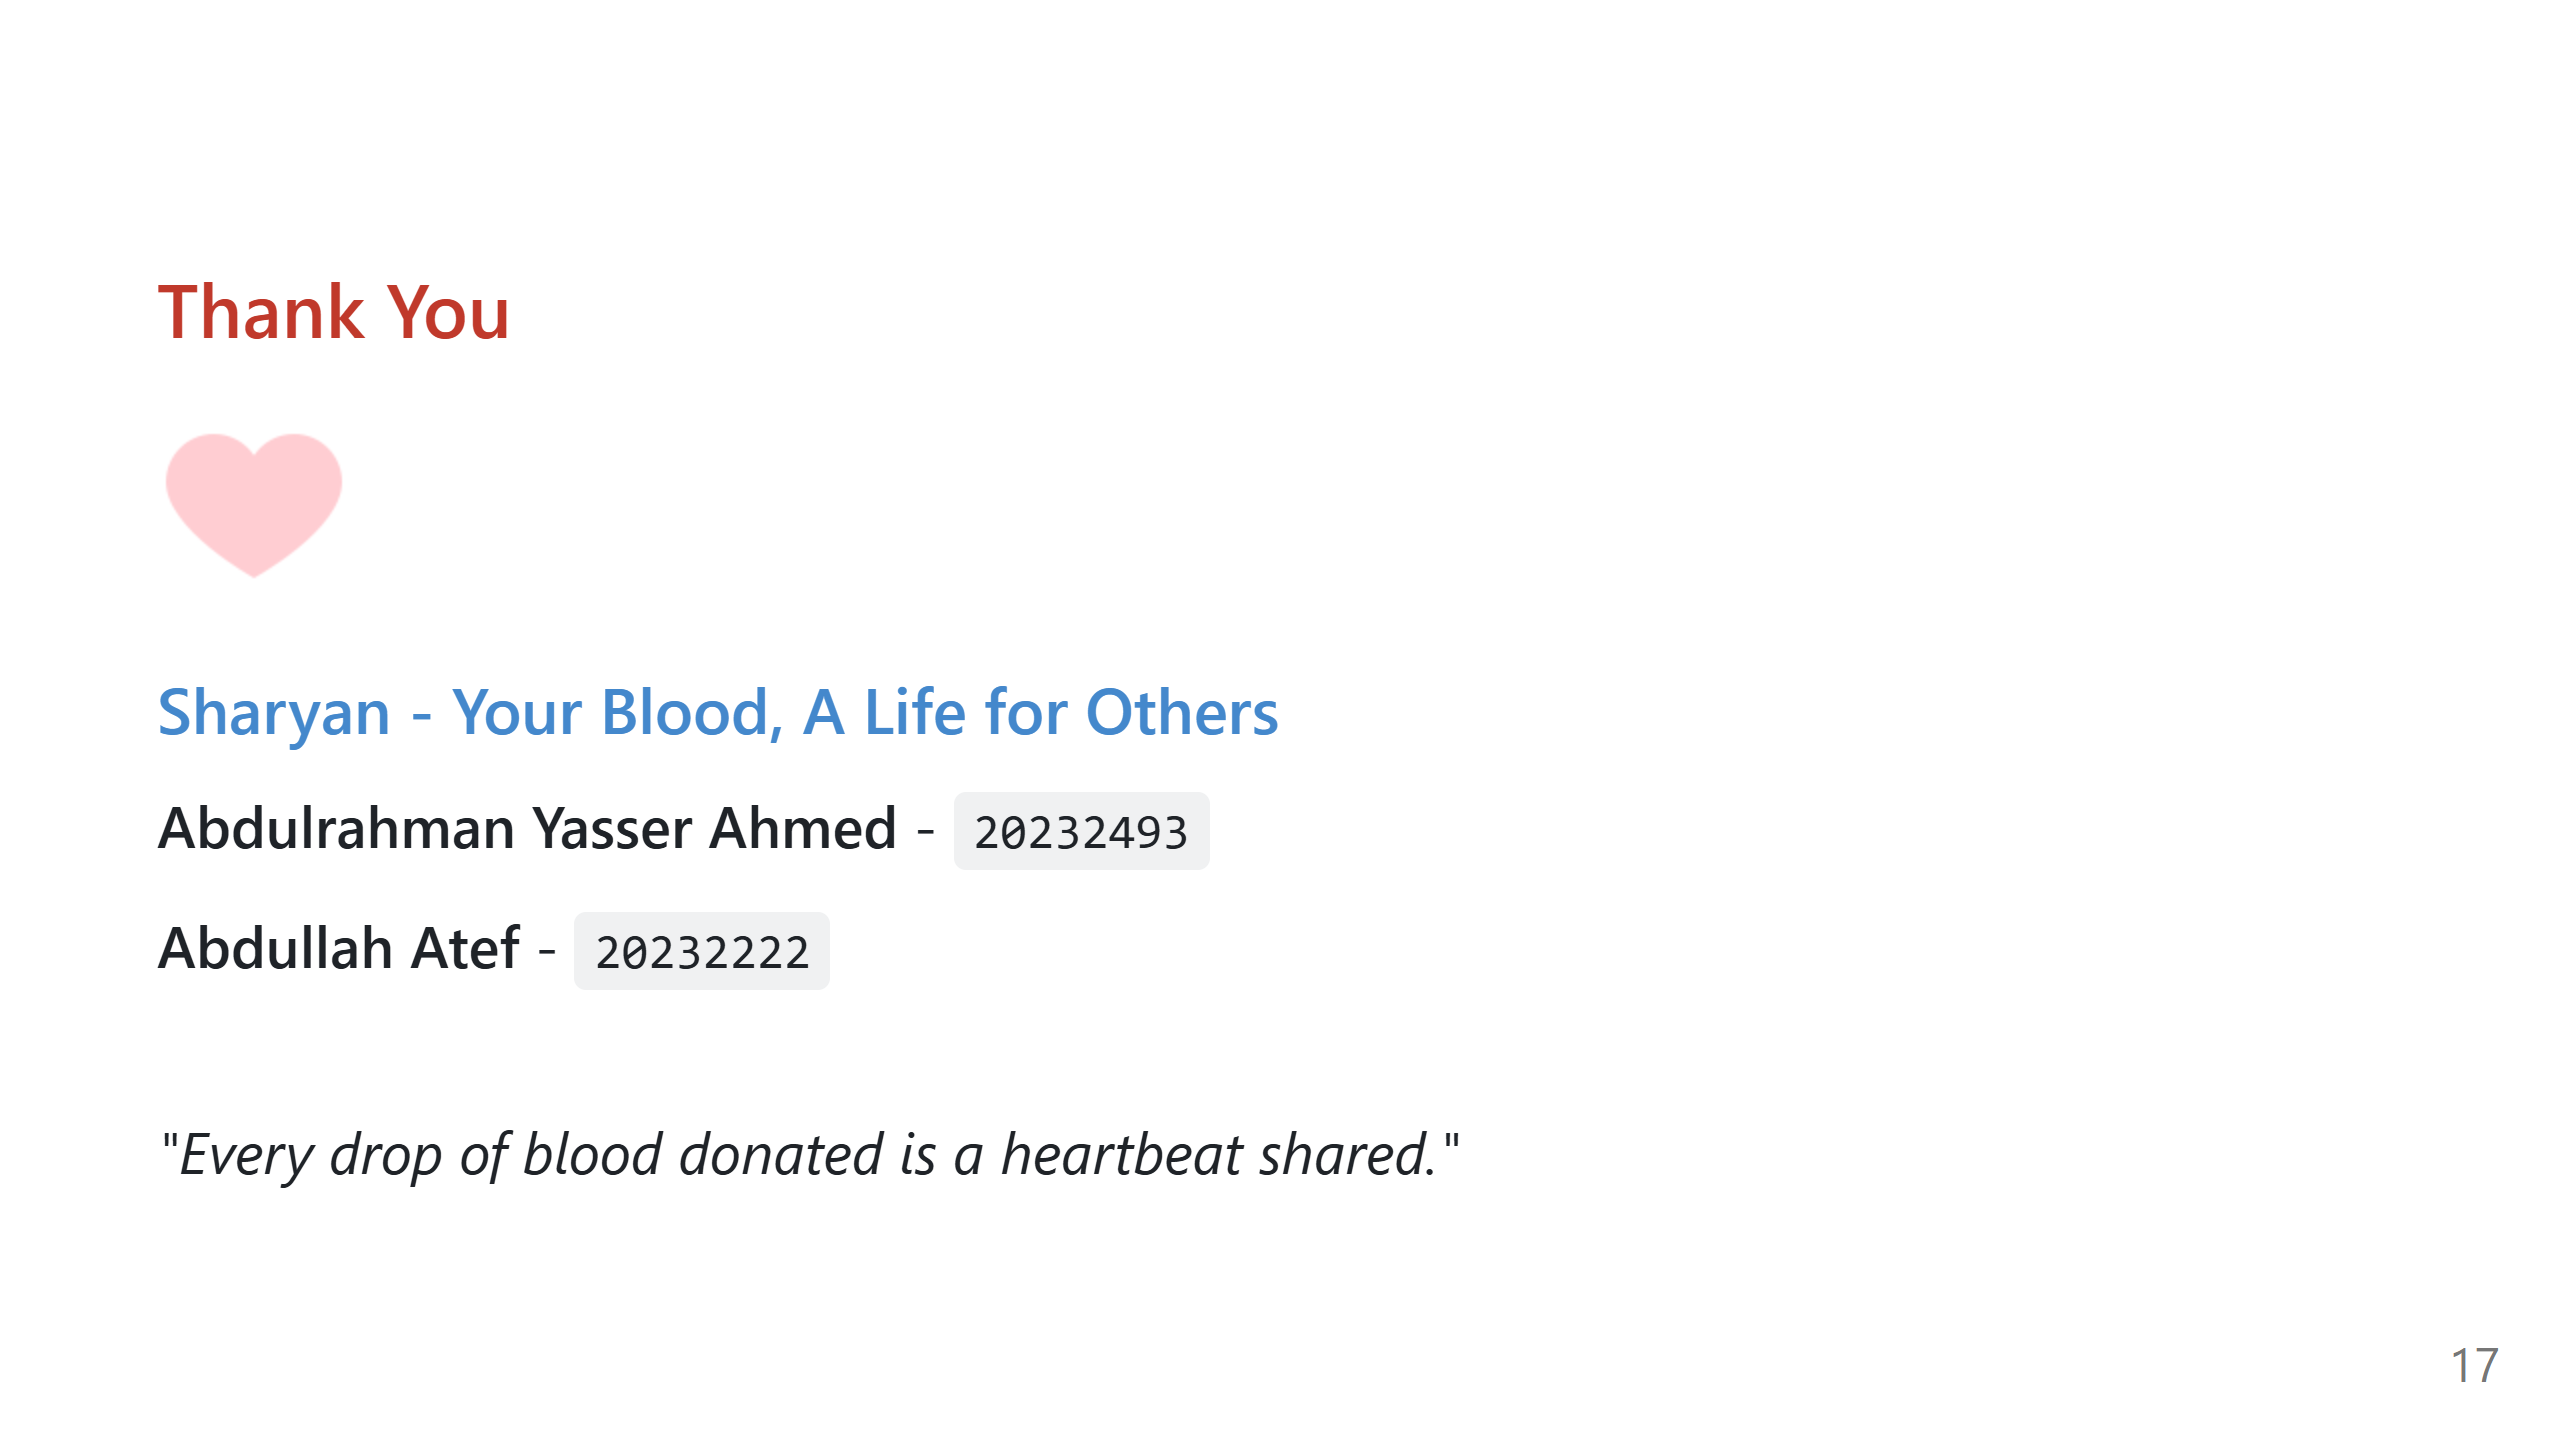 Thank You
Sharyan - Your Blood, A Life for Others
Abdulrahman Yasser Ahmed - 20232493
Abdullah Atef - 20232222
"Every drop of blood donated is a heartbeat shared."
17